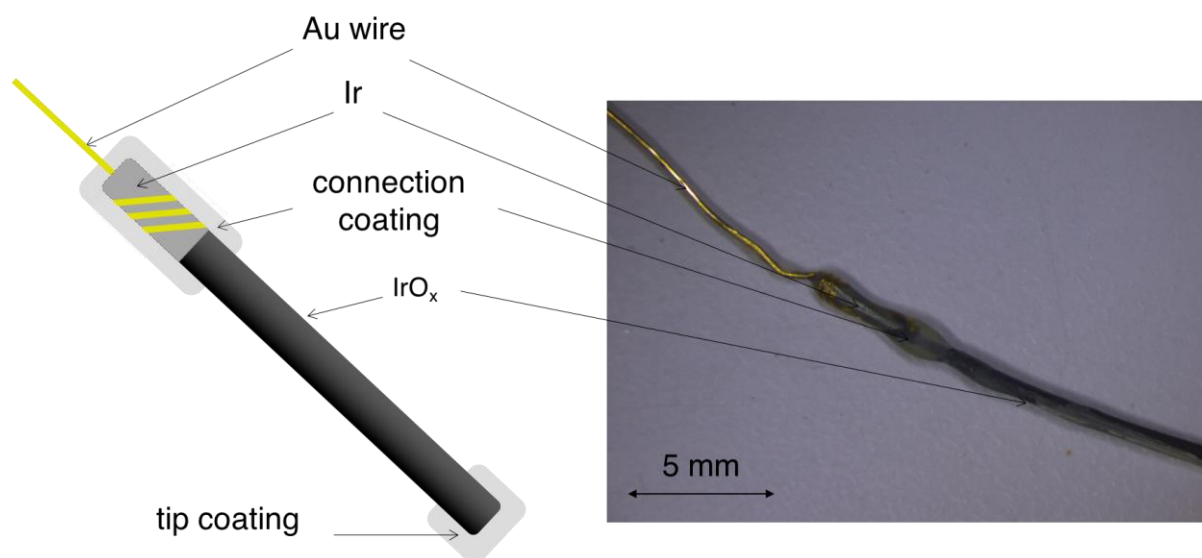 Au wire
Ir
connection
coating
IrOₓ
tip coating
5 mm